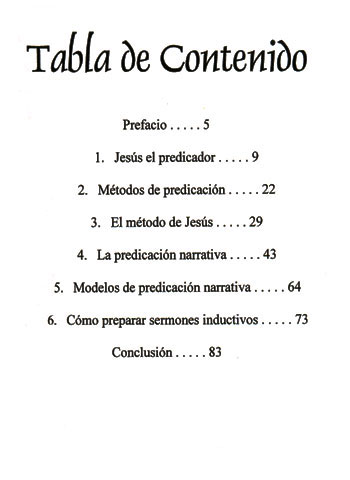 Tabla de Contenido
Prefacio . . . . . 5
1. Jesús el predicador . . . . . 9
2. Métodos de predicación . . . . . 22
3. El método de Jesús . . . . . 29
4. La predicación narrativa . . . . . 43
5. Modelos de predicación narrativa . . . . . 64
6. Cómo preparar sermones inductivos . . . . . 73
Conclusión . . . . . 83